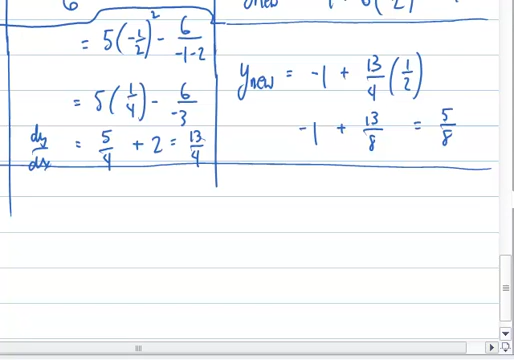 6
= 5(-1/2)² - 6/(-1-2)
= 5(1/4) - 6/-3
dy/dx = 5/4 + 2 = 13/4
y_new = -1 + 13/4 (1/2)
-1 + 13/8 = 5/8